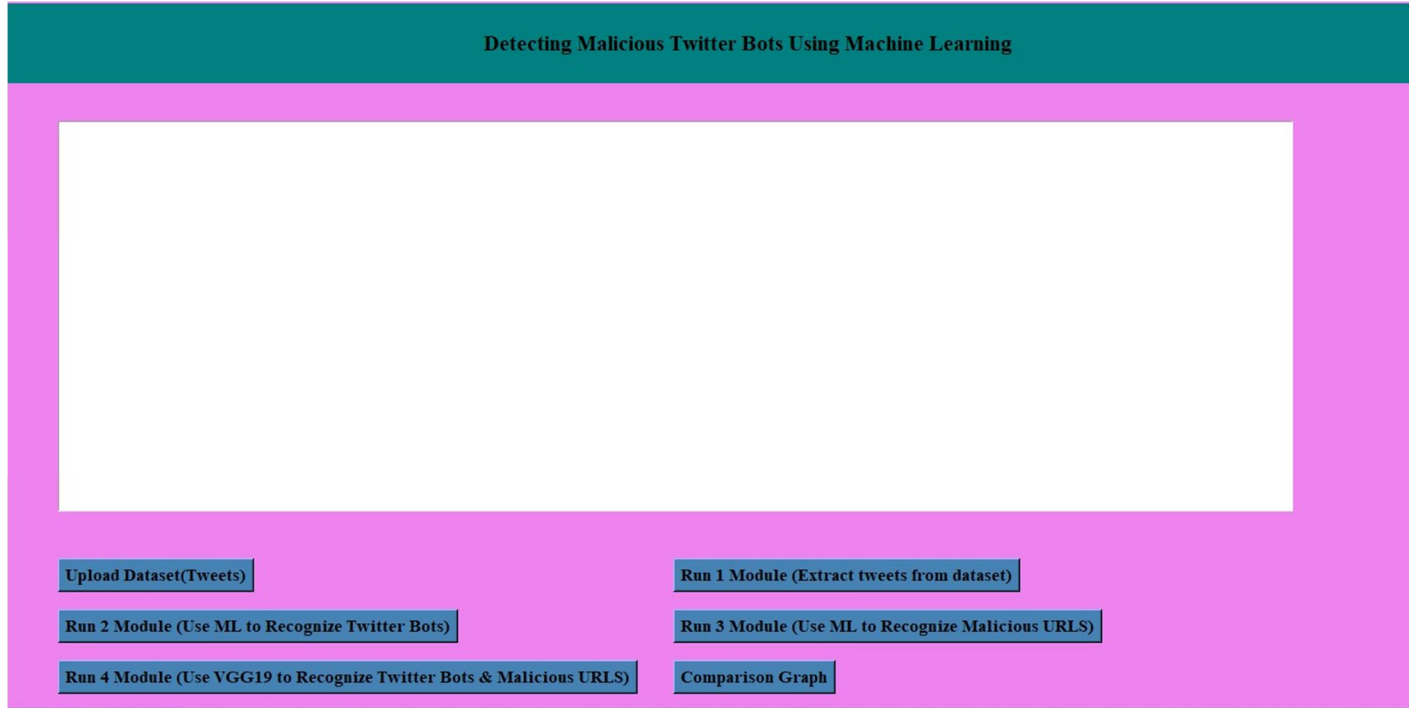 Detecting Malicious Twitter Bots Using Machine Learning
Upload Dataset(Tweets)
Run 1 Module (Extract tweets from dataset)
Run 2 Module (Use ML to Recognize Twitter Bots)
Run 3 Module (Use ML to Recognize Malicious URLS)
Run 4 Module (Use VGG19 to Recognize Twitter Bots & Malicious URLS)
Comparison Graph